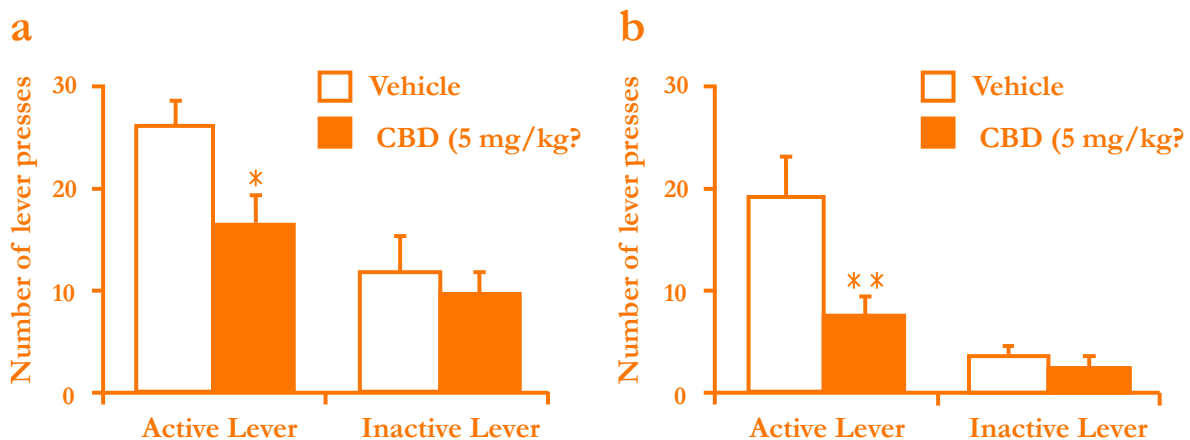 a
Number of lever presses
30
20
10
0
Vehicle
CBD (5 mg/kg?
*
Active Lever
Inactive Lever
b
Number of lever presses
30
20
10
0
Vehicle
CBD (5 mg/kg?
* *
Active Lever
Inactive Lever